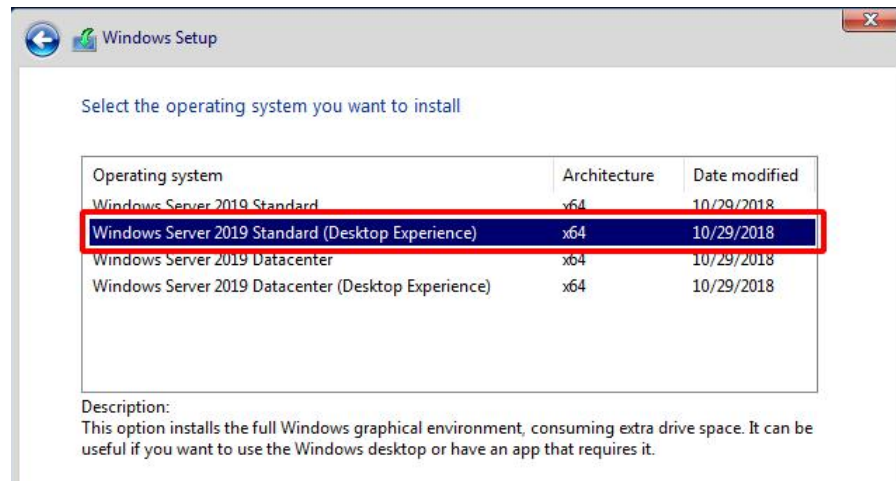 Windows Setup
Select the operating system you want to install
Operating system Architecture Date modified
Windows Server 2019 Standard x64 10/29/2018
Windows Server 2019 Standard (Desktop Experience) x64 10/29/2018
Windows Server 2019 Datacenter x64 10/29/2018
Windows Server 2019 Datacenter (Desktop Experience) x64 10/29/2018
Description:
This option installs the full Windows graphical environment, consuming extra drive space. It can be
useful if you want to use the Windows desktop or have an app that requires it.